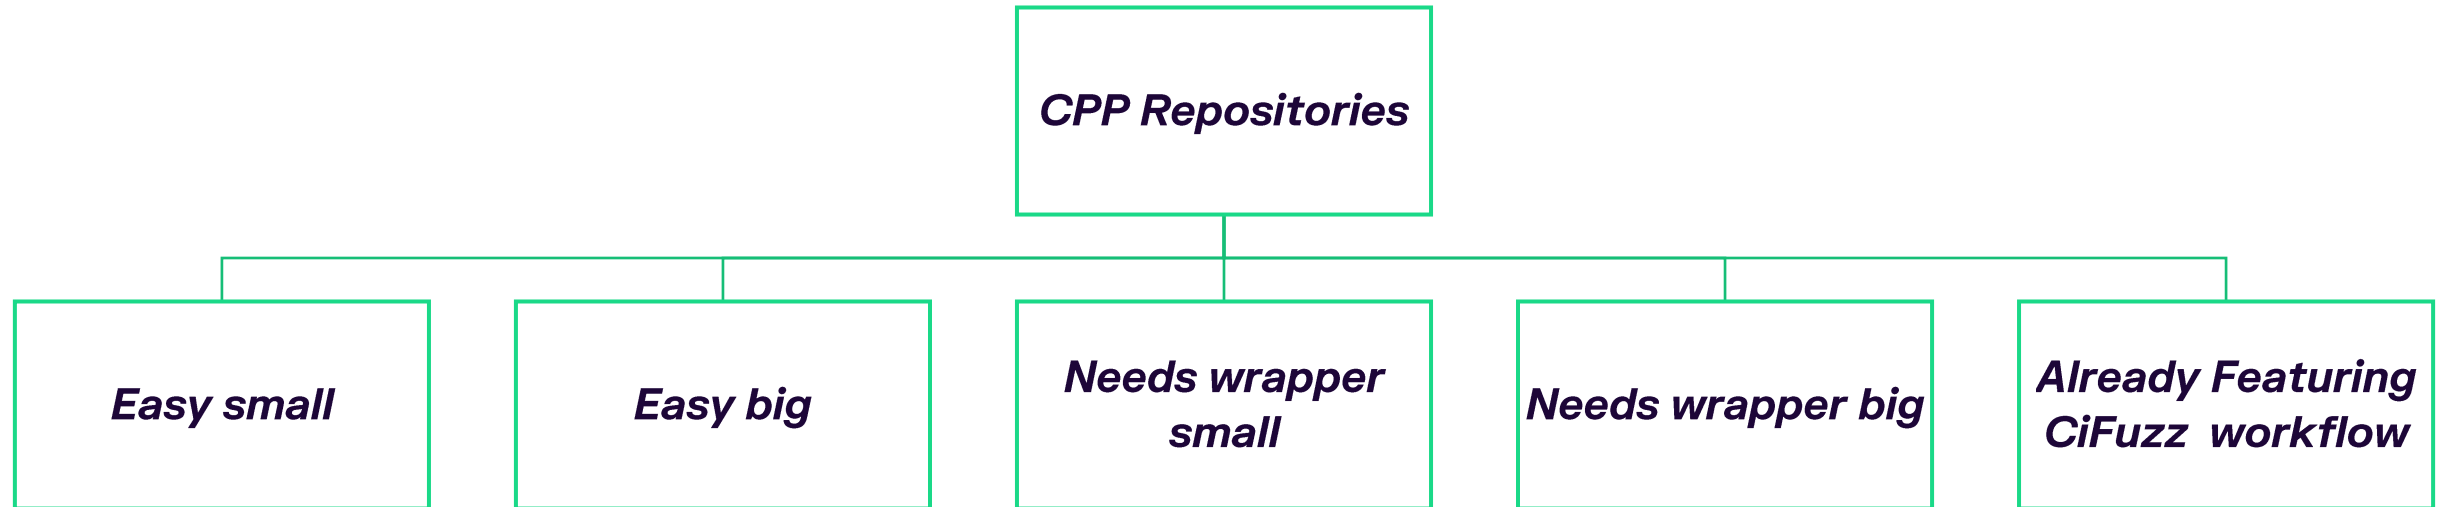 CPP Repositories
Easy small
Easy big
Needs wrapper
small
Needs wrapper big
Already Featuring
CiFuzz  workflow